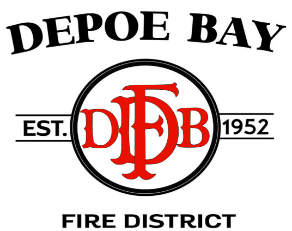 DEPOE BAY
EST. DFDB 1952
FIRE DISTRICT